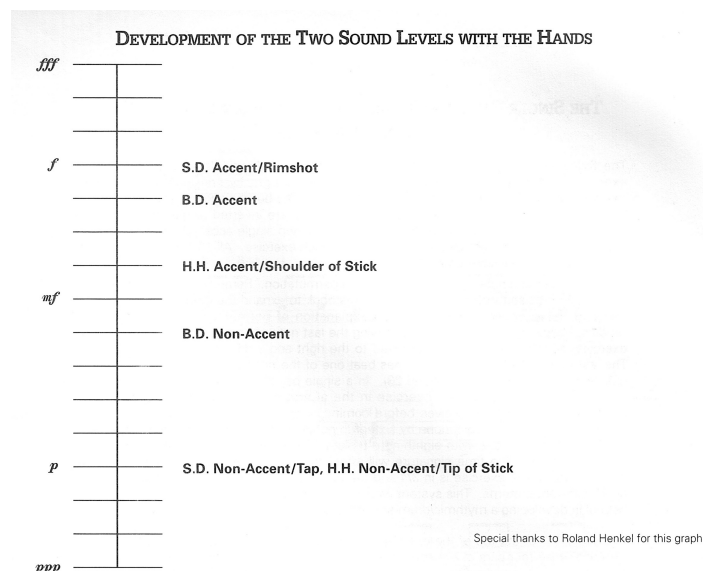 DEVELOPMENT OF THE TWO SOUND LEVELS WITH THE HANDS
fff
f S.D. Accent/Rimshot
B.D. Accent
H.H. Accent/Shoulder of Stick
mf
B.D. Non-Accent
p S.D. Non-Accent/Tap, H.H. Non-Accent/Tip of Stick
Special thanks to Roland Henkel for this graph
ppp